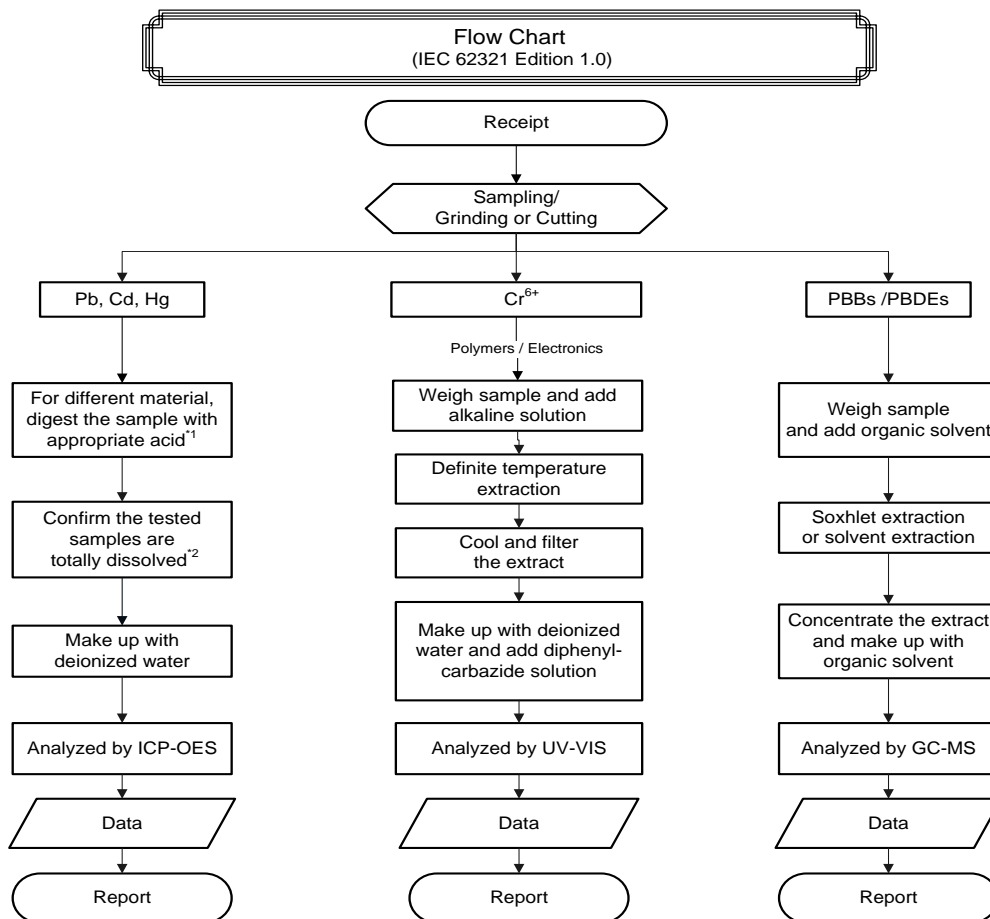 Flow Chart
(IEC 62321 Edition 1.0)
Receipt
Sampling/
Grinding or Cutting
Pb, Cd, Hg
For different material,
digest the sample with
appropriate acid*1
Confirm the tested
samples are
totally dissolved*2
Make up with
deionized water
Analyzed by ICP-OES
Data
Report
Cr6+
Polymers / Electronics
Weigh sample and add
alkaline solution
Definite temperature
extraction
Cool and filter
the extract
Make up with deionized
water and add diphenyl-
carbazide solution
Analyzed by UV-VIS
Data
Report
PBBs /PBDEs
Weigh sample
and add organic solvent
Soxhlet extraction
or solvent extraction
Concentrate the extract
and make up with
organic solvent
Analyzed by GC-MS
Data
Report